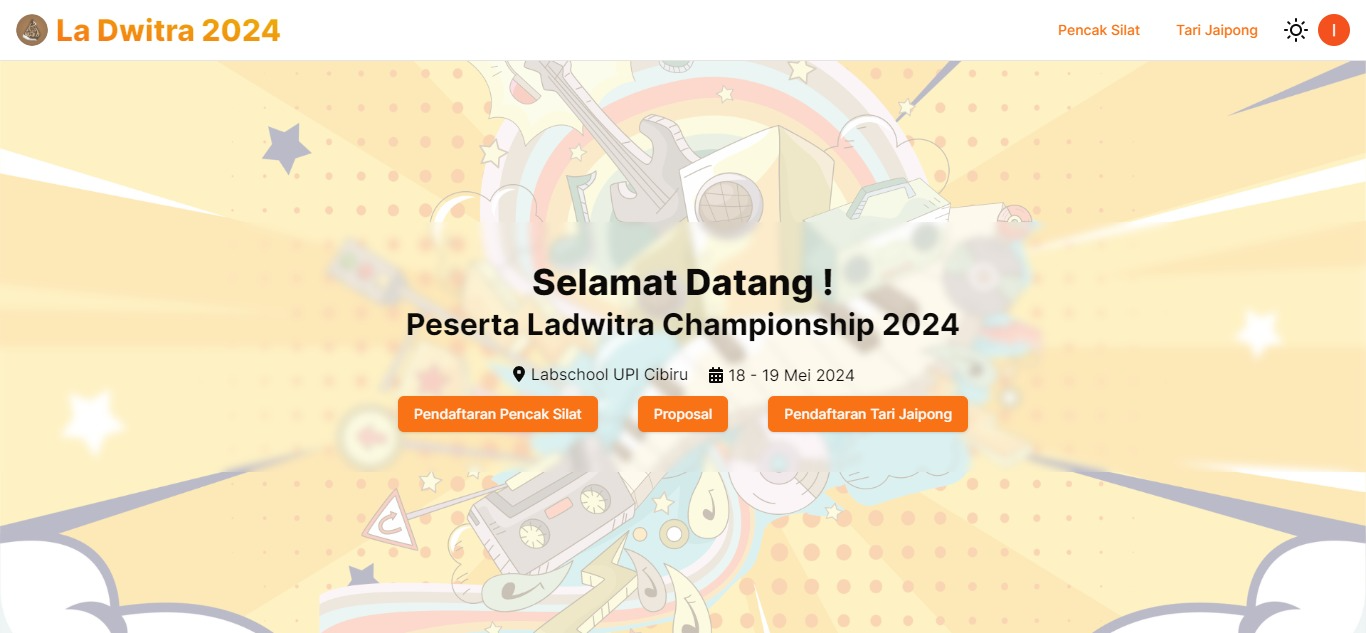 La Dwitra 2024
Pencak Silat
Tari Jaipong
I
Selamat Datang !
Peserta Ladwitra Championship 2024
Labschool UPI Cibiru
18 - 19 Mei 2024
Pendaftaran Pencak Silat
Proposal
Pendaftaran Tari Jaipong